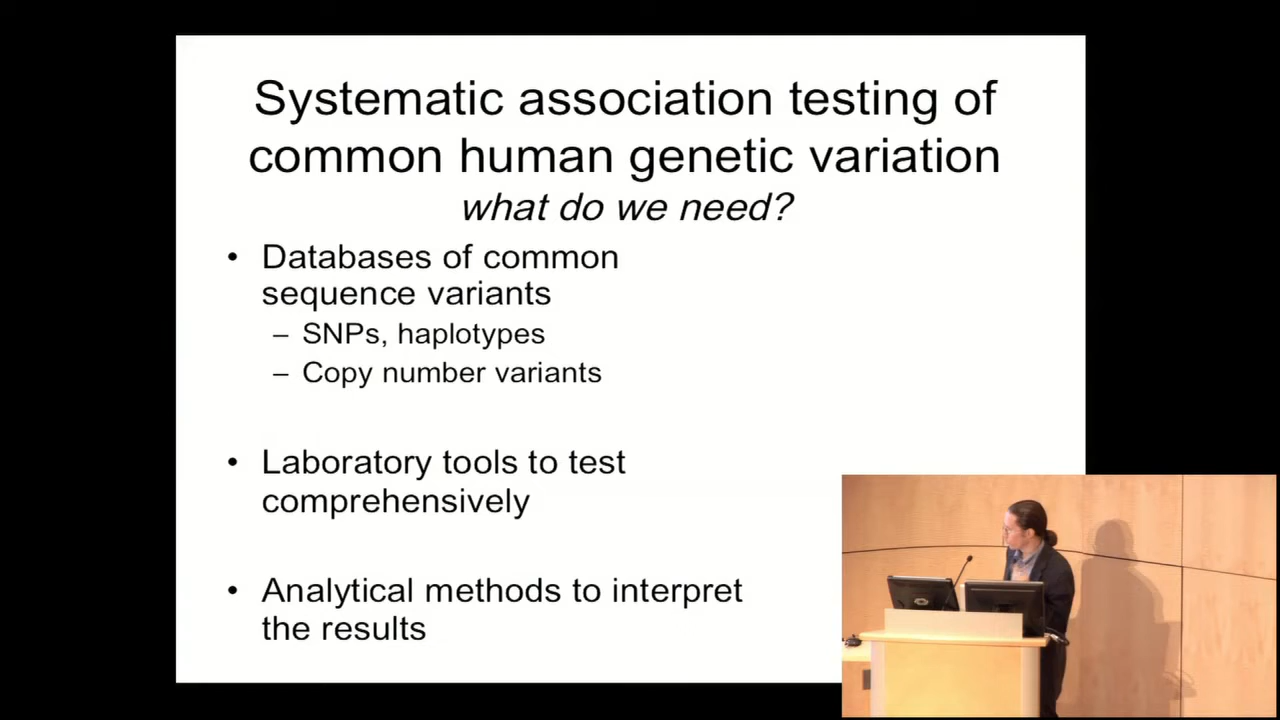 Systematic association testing of
common human genetic variation
what do we need?
• Databases of common
sequence variants
– SNPs, haplotypes
– Copy number variants
• Laboratory tools to test
comprehensively
• Analytical methods to interpret
the results